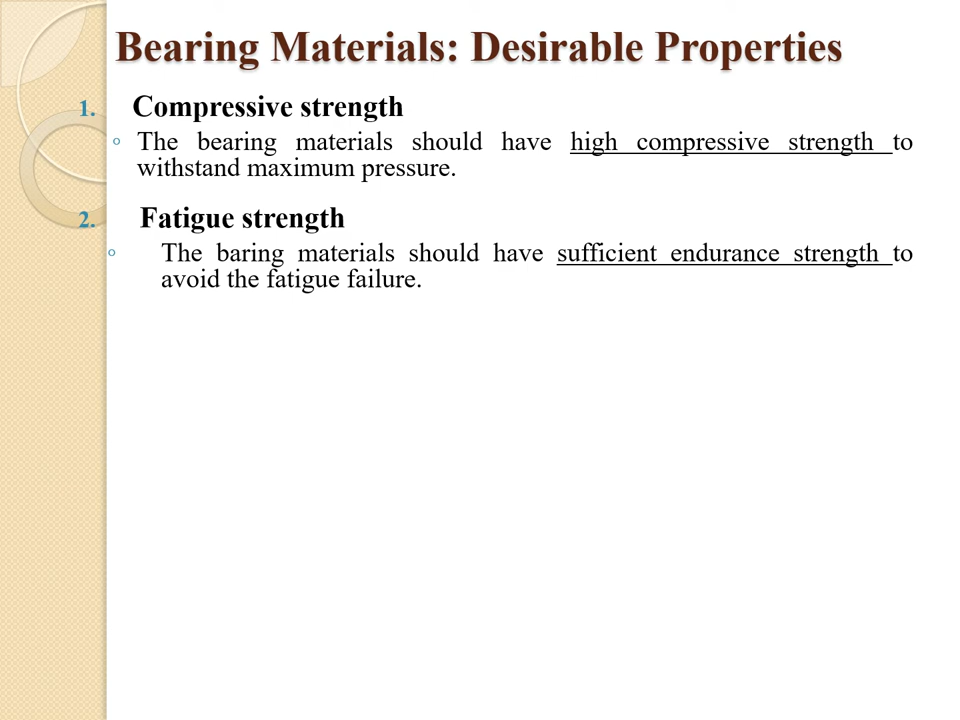 Bearing Materials: Desirable Properties
1. Compressive strength
◦ The bearing materials should have high compressive strength to
withstand maximum pressure.
2. Fatigue strength
◦ The baring materials should have sufficient endurance strength to
avoid the fatigue failure.